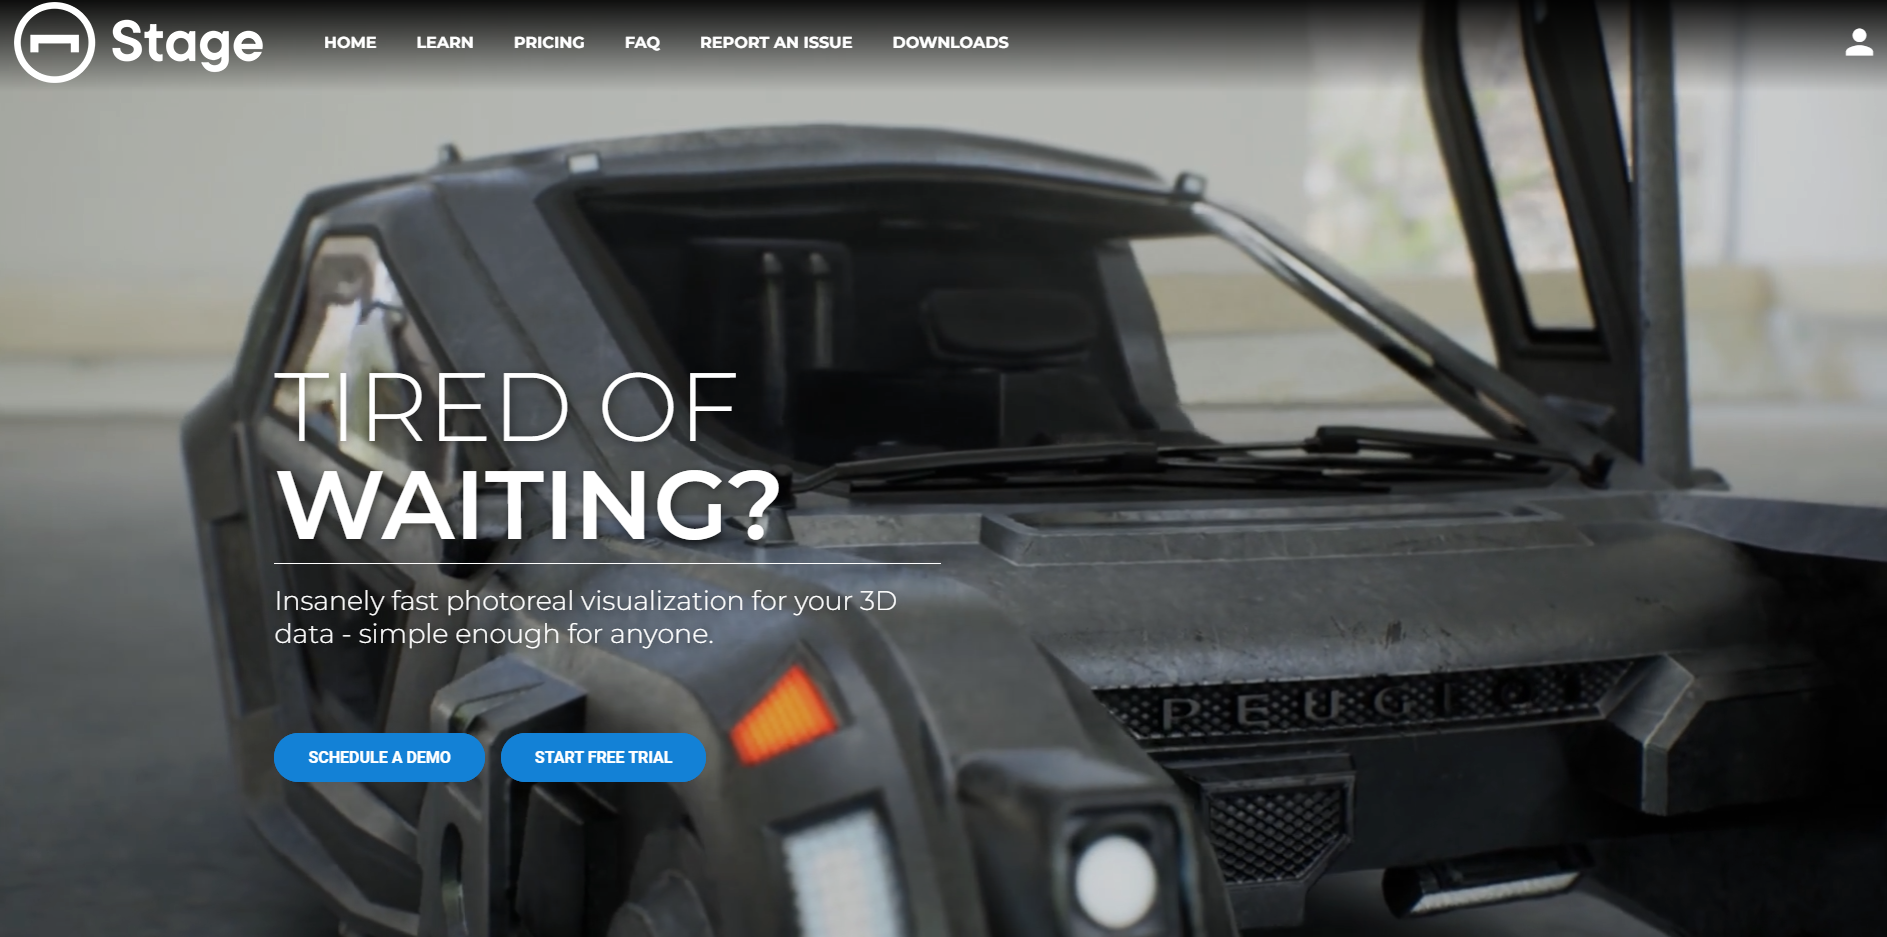 Stage
HOME LEARN PRICING FAQ REPORT AN ISSUE DOWNLOADS
TIRED OF
WAITING?
Insanely fast photoreal visualization for your 3D
data - simple enough for anyone.
PEUGEOT
SCHEDULE A DEMO START FREE TRIAL